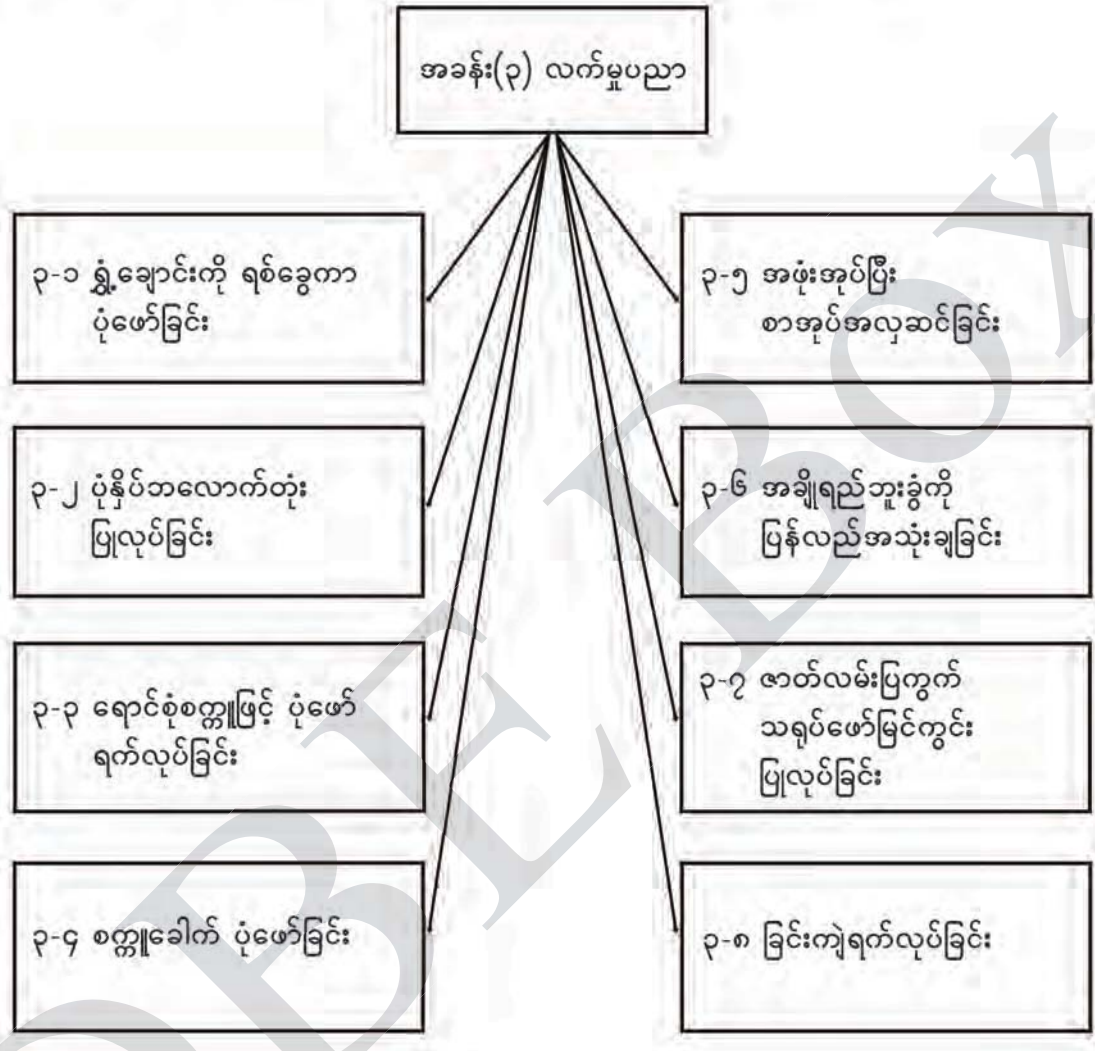 အခန်း(၃) လက်မှုပညာ
၃-၁ ရွှံ့ချောင်းကို ရစ်ခွေကာ
ပုံဖော်ခြင်း
၃-၂ ပုံနှိပ်ဘလောက်တုံး
ပြုလုပ်ခြင်း
၃-၃ ရောင်စုံစက္ကူဖြင့် ပုံဖော်
ရက်လုပ်ခြင်း
၃-၄ စက္ကူခေါက် ပုံဖော်ခြင်း
၃-၅ အဖုံးအုပ်ပြီး
စာအုပ်အလှဆင်ခြင်း
၃-၆ အချိုရည်ဘူးခွံကို
ပြန်လည်အသုံးချခြင်း
၃-၇ ဇာတ်လမ်းပြကွက်
သရုပ်ဖော်မြင်ကွင်း
ပြုလုပ်ခြင်း
၃-၈ ခြင်းကျဲရက်လုပ်ခြင်း
OBE BOX